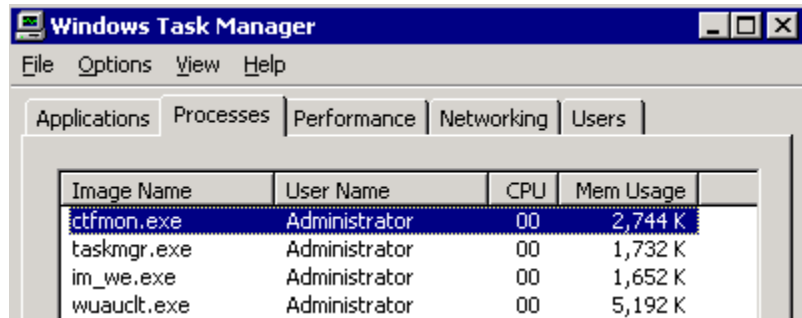 Windows Task Manager
File Options View Help
Applications Processes Performance Networking Users
Image Name User Name CPU Mem Usage
ctfmon.exe Administrator 00 2,744 K
taskmgr.exe Administrator 00 1,732 K
im_we.exe Administrator 00 1,652 K
wuauclt.exe Administrator 00 5,192 K